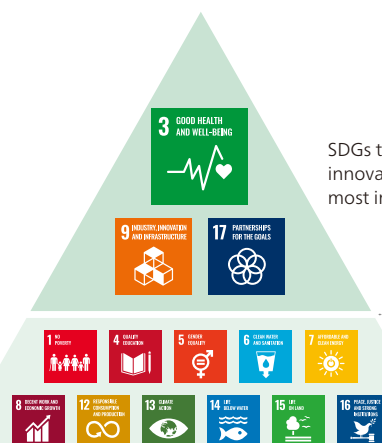 3 GOOD HEALTH
AND WELL-BEING
SDGs t
innova
most in
9 INDUSTRY, INNOVATION
AND INFRASTRUCTURE
17 PARTNERSHIPS
FOR THE GOALS
1 NO
POVERTY
4 QUALITY
EDUCATION
5 GENDER
EQUALITY
6 CLEAN WATER
AND SANITATION
7 AFFORDABLE AND
CLEAN ENERGY
8 DECENT WORK AND
ECONOMIC GROWTH
12 RESPONSIBLE
CONSUMPTION
AND PRODUCTION
13 CLIMATE
ACTION
14 LIFE
BELOW WATER
15 LIFE
ON LAND
16 PEACE, JUSTICE
AND STRONG
INSTITUTIONS